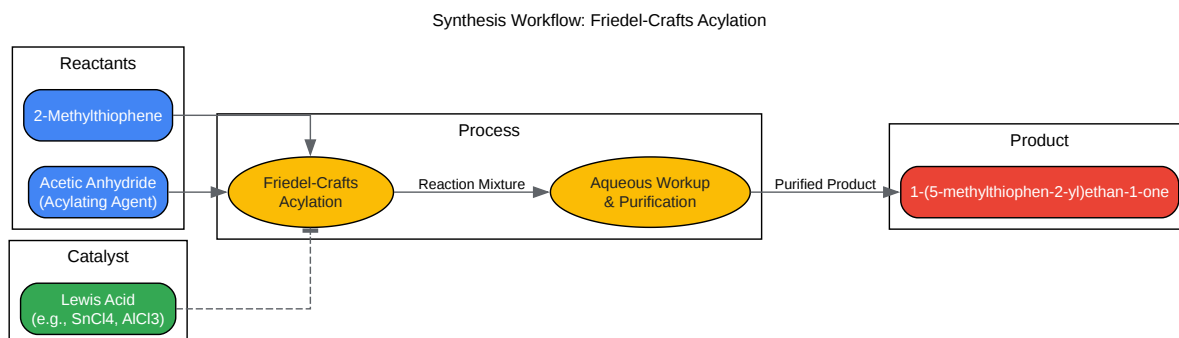 Synthesis Workflow: Friedel-Crafts Acylation
Reactants
2-Methylthiophene
Acetic Anhydride
(Acylating Agent)
Catalyst
Lewis Acid
(e.g., SnCl4, AlCl3)
Process
Friedel-Crafts
Acylation
Reaction Mixture
Aqueous Workup
& Purification
Purified Product
Product
1-(5-methylthiophen-2-yl)ethan-1-one